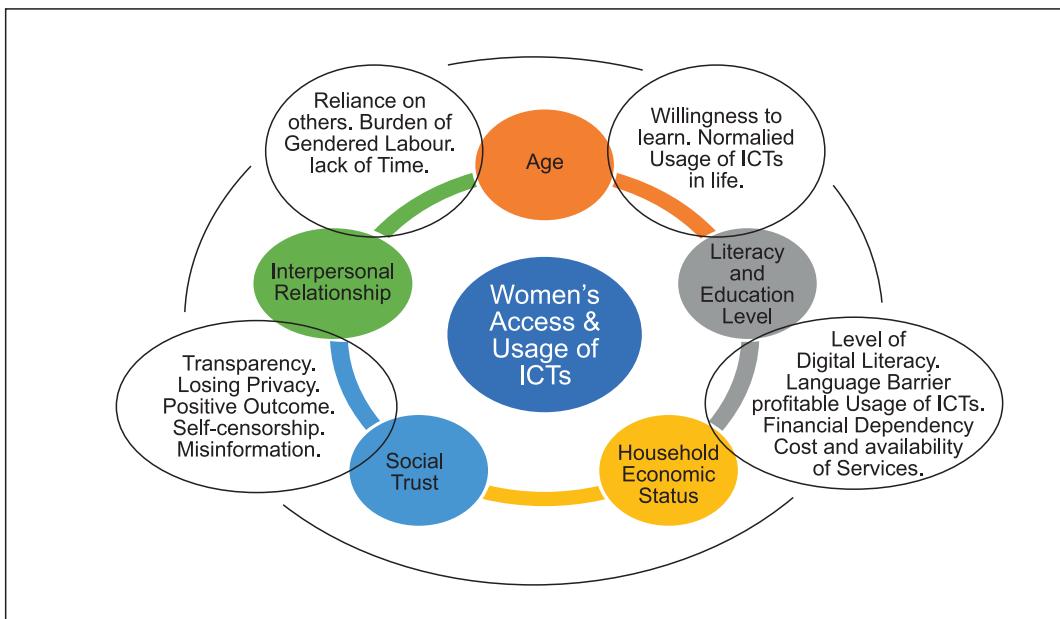 Reliance on
others. Burden of
Gendered Labour.
lack of Time.
Age
Willingness to
learn. Normalied
Usage of ICTs
in life.
Interpersonal
Relationship
Women's
Access &
Usage of
ICTs
Literacy
and
Education
Level
Transparency.
Losing Privacy.
Positive Outcome.
Self-censorship.
Misinformation.
Level of
Digital Literacy.
Language Barrier
profitable Usage of ICTs.
Financial Dependency
Cost and availability
of Services.
Social
Trust
Household
Economic
Status